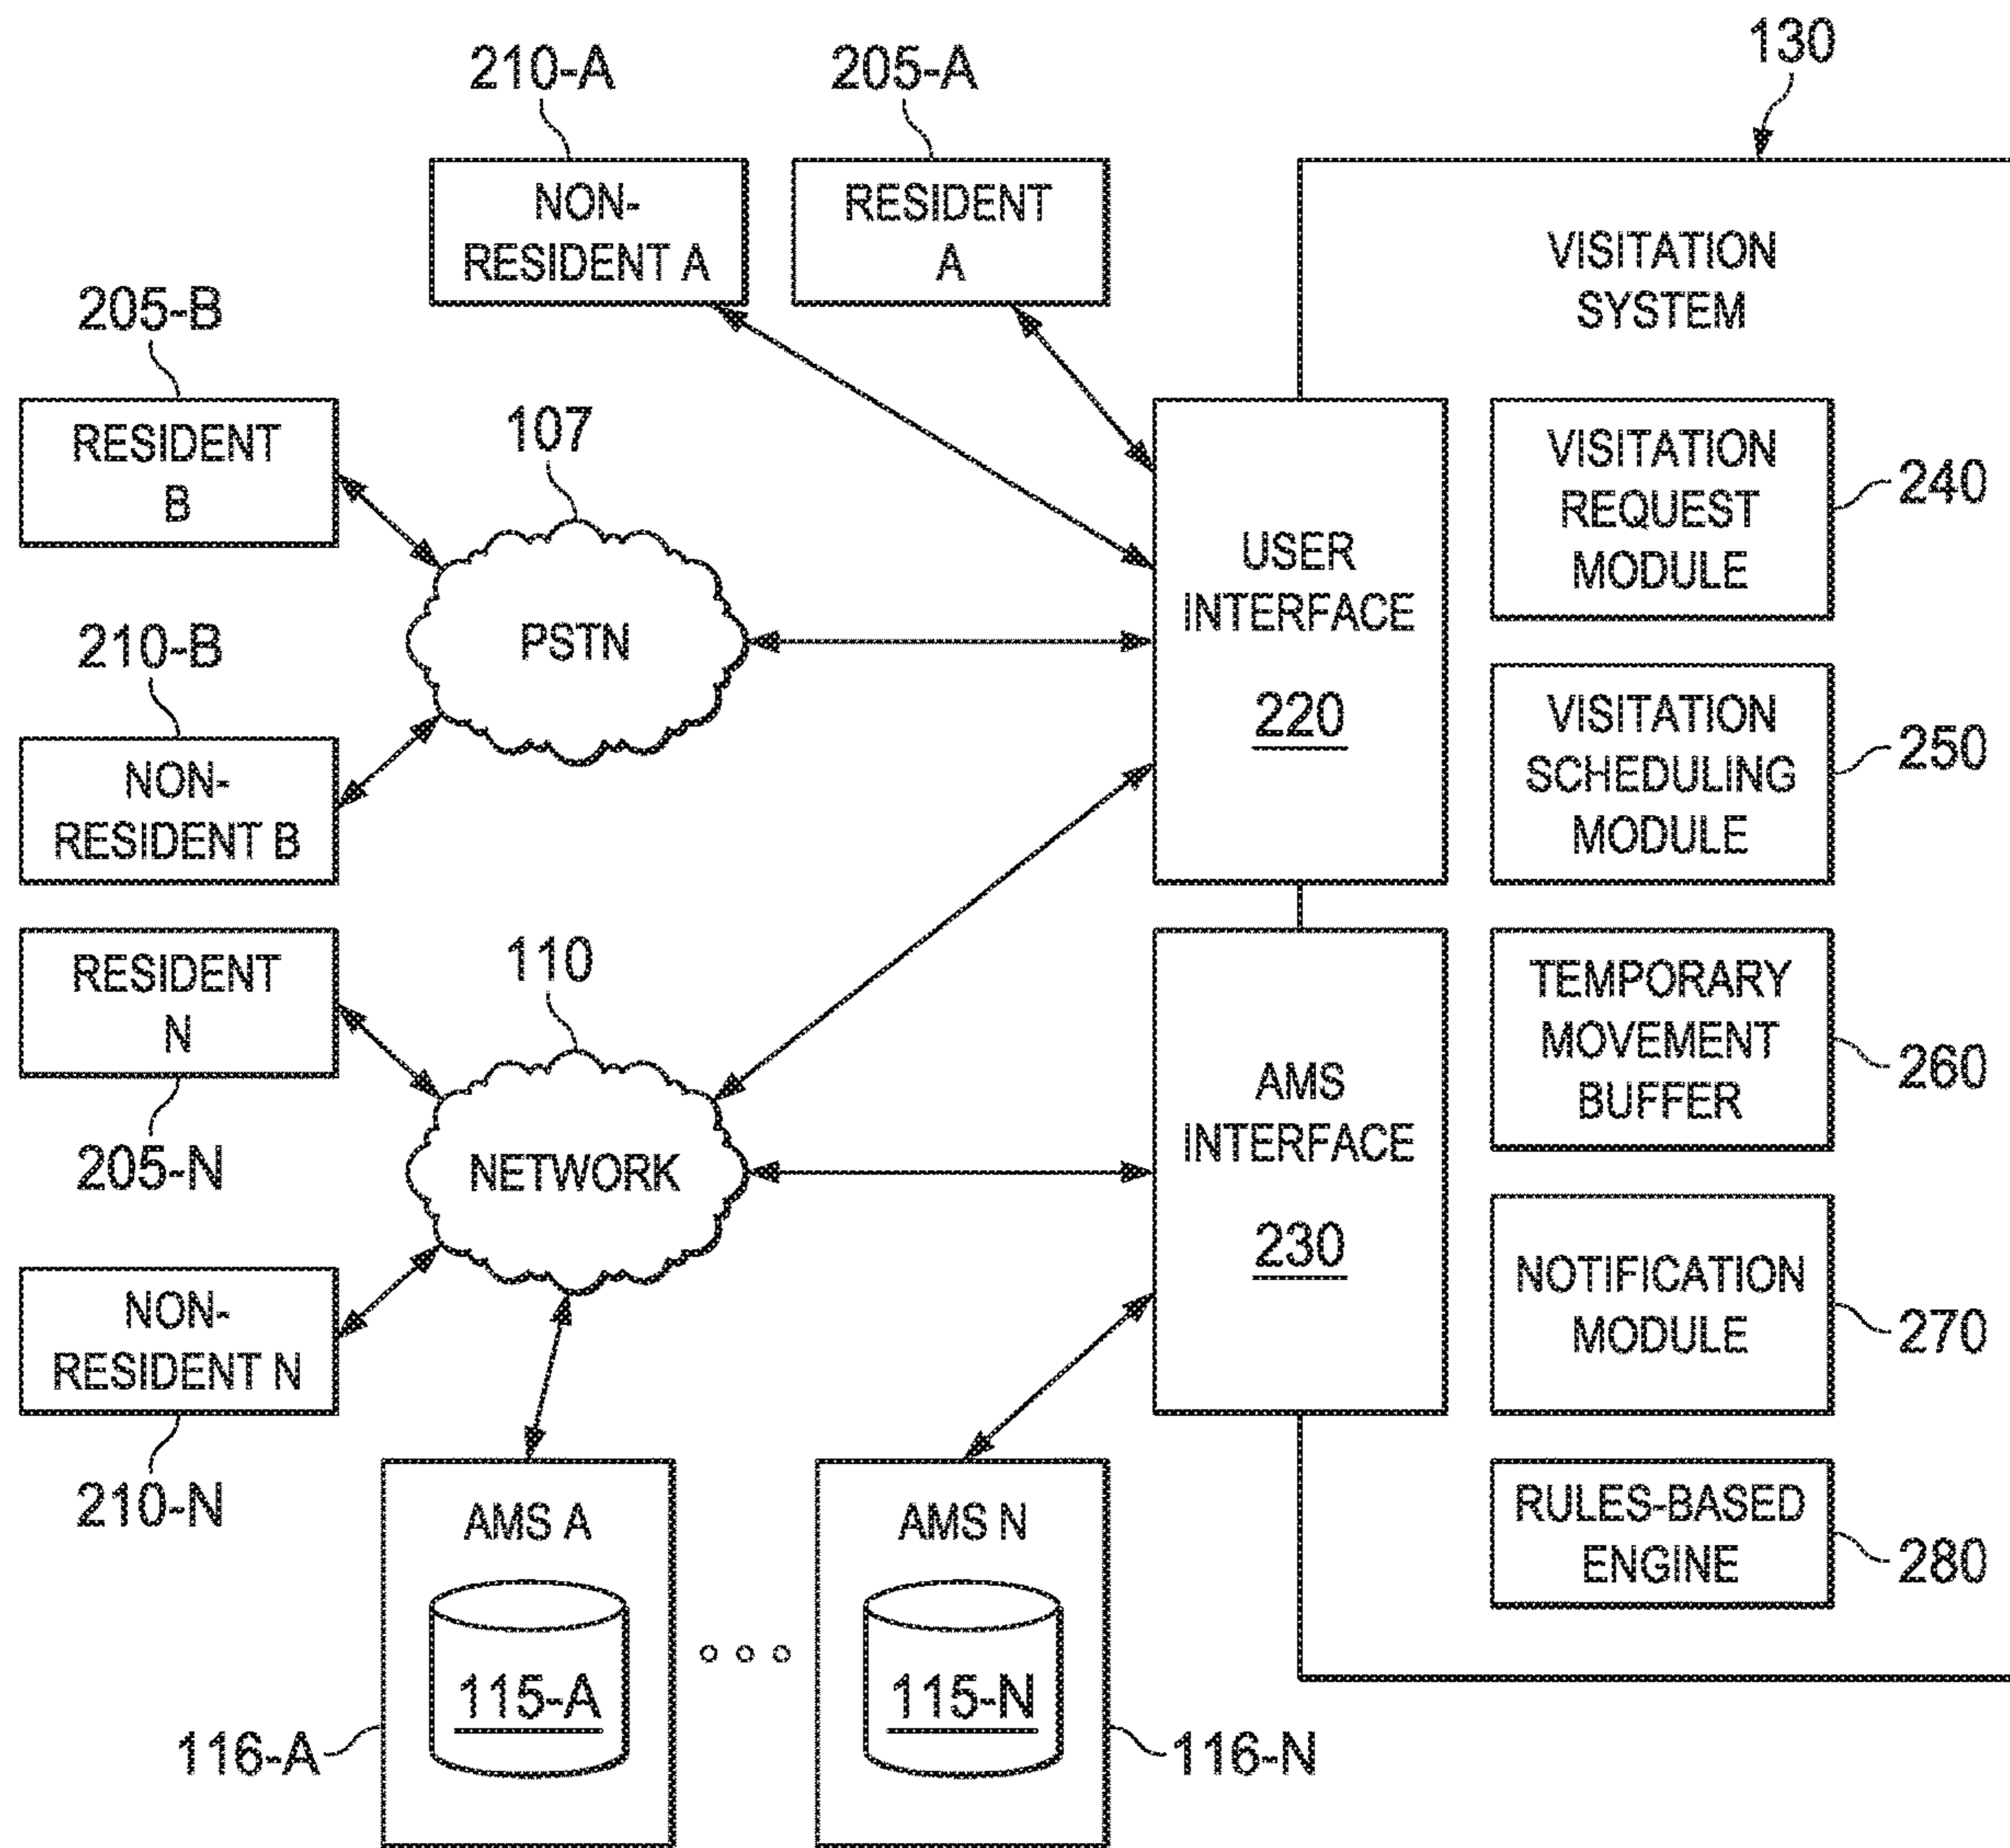 130
210-A
205-A
NON-
RESIDENT A
RESIDENT
A
VISITATION
SYSTEM
205-B
RESIDENT
B
107
PSTN
210-B
NON-
RESIDENT B
USER
INTERFACE
220
VISITATION
REQUEST
MODULE
240
VISITATION
SCHEDULING
MODULE
250
RESIDENT
N
205-N
110
NETWORK
NON-
RESIDENT N
210-N
AMS
INTERFACE
230
TEMPORARY
MOVEMENT
BUFFER
260
NOTIFICATION
MODULE
270
RULES-BASED
ENGINE
280
AMS A
115-A
116-A
AMS N
115-N
116-N